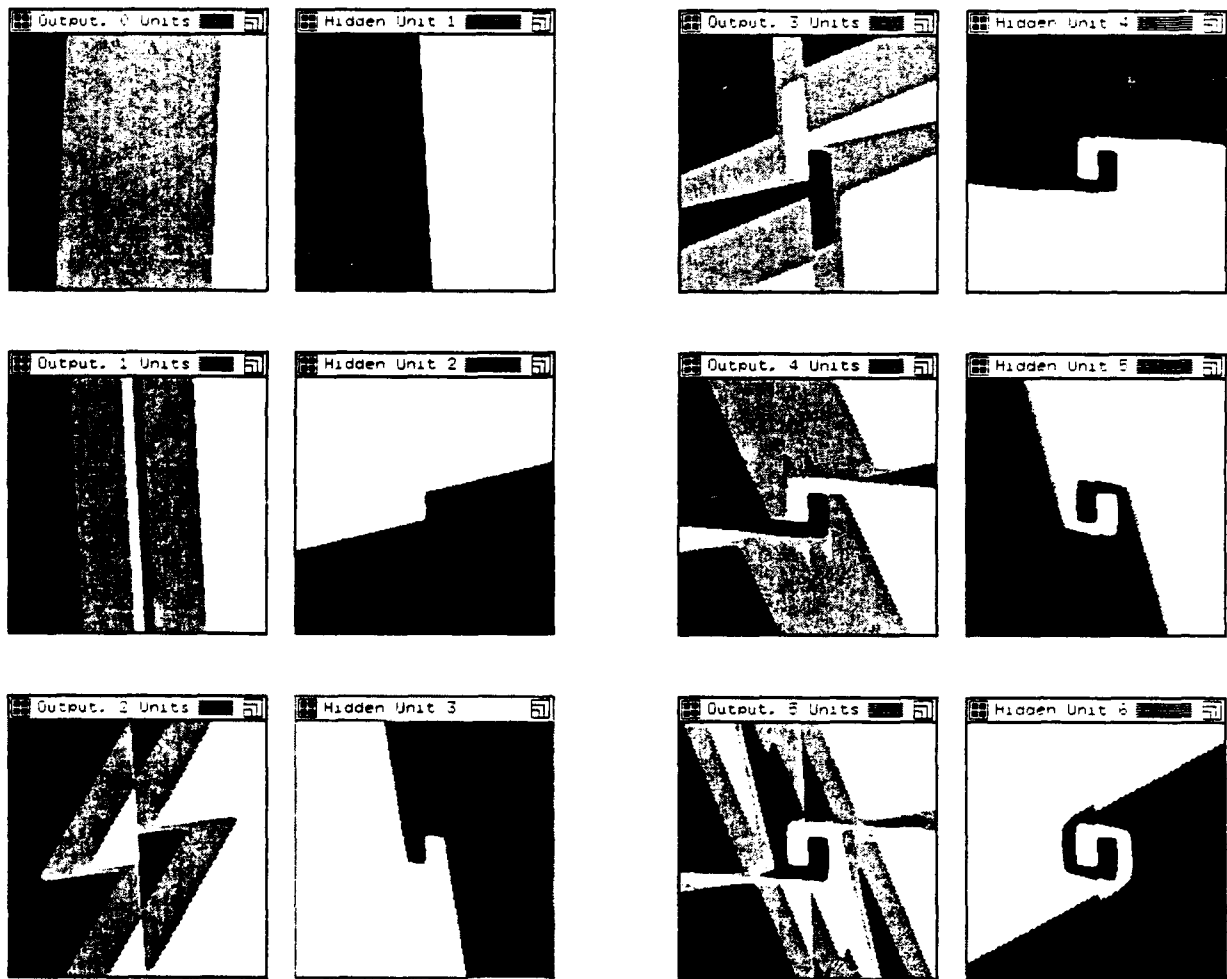 Output, 0 Units
Hidden Unit 1
Output, 1 Units
Hidden Unit 2
Output, 2 Units
Hidden Unit 3
Output, 3 Units
Hidden Unit 4
Output, 4 Units
Hidden Unit 5
Output, 5 Units
Hidden Unit 6